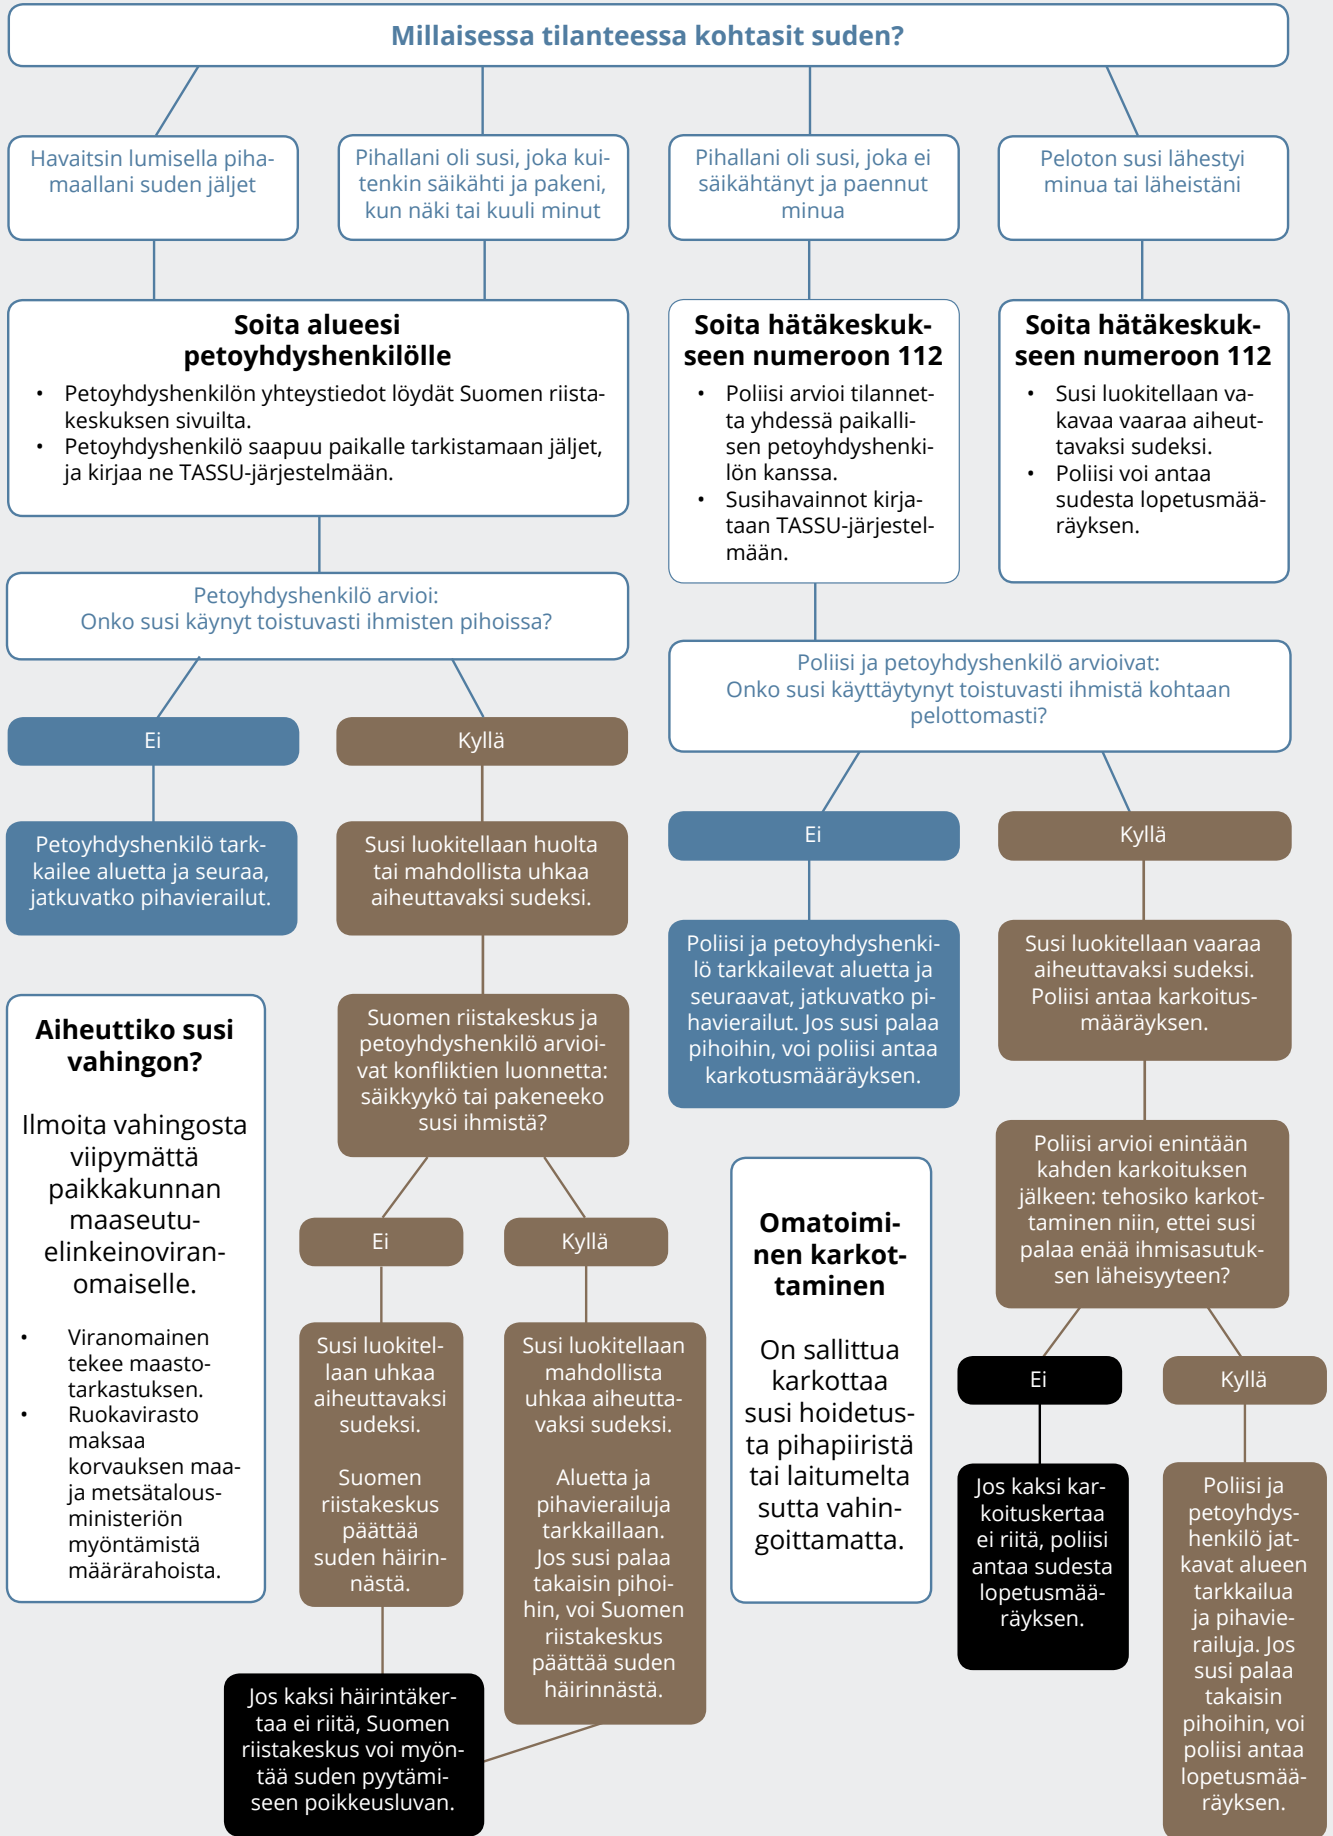 Millaisessa tilanteessa kohtasit suden?
Havaitsin lumisella piha-
maallani suden jäljet
Pihallani oli susi, joka kui-
tenkin säikähti ja pakeni,
kun näki tai kuuli minut
Pihallani oli susi, joka ei
säikähtänyt ja paennut
minua
Peloton susi lähestyi
minua tai läheistäni
Soita alueesi
petoyhdyshenkilölle
• Petoyhdyshenkilön yhteystiedot löydät Suomen riista-
keskuksen sivuilta.
• Petoyhdyshenkilö saapuu paikalle tarkistamaan jäljet,
ja kirjaa ne TASSU-järjestelmään.
Soita hätäkeskuk-
seen numeroon 112
• Poliisi arvioi tilannet-
ta yhdessä paikalli-
sen petoyhdyshenki-
lön kanssa.
• Susihavainnot kirja-
taan TASSU-järjestel-
mään.
Soita hätäkeskuk-
seen numeroon 112
• Susi luokitellaan va-
kavaa vaaraa aiheut-
tavaksi sudeksi.
• Poliisi voi antaa
sudesta lopetusmää-
räyksen.
Petoyhdyshenkilö arvioi:
Onko susi käynyt toistuvasti ihmisten pihoissa?
Poliisi ja petoyhdyshenkilö arvioivat:
Onko susi käyttäytynyt toistuvasti ihmistä kohtaan
pelottomasti?
Ei
Kyllä
Petoyhdyshenkilö tark-
kailee aluetta ja seuraa,
jatkuvatko pihavierailut.
Susi luokitellaan huolta
tai mahdollista uhkaa
aiheuttavaksi sudeksi.
Ei
Kyllä
Poliisi ja petoyhdyshenki-
lö tarkkailevat aluetta ja
seuraavat, jatkuvatko pi-
havierailut. Jos susi palaa
pihoihin, voi poliisi antaa
karkotusmääräyksen.
Susi luokitellaan vaaraa
aiheuttavaksi sudeksi.
Poliisi antaa karkoitus-
määräyksen.
Aiheuttiko susi
vahingon?
Ilmoita vahingosta
viipymättä
paikkakunnan
maaseutu-
elinkeinoviran-
omaiselle.
• Viranomainen
tekee maasto-
tarkastuksen.
• Ruokavirasto
maksaa
korvauksen maa-
ja metsätalous-
ministeriön
myöntämistä
määrärahoista.
Suomen riistakeskus ja
petoyhdyshenkilö arvioi-
vat konfliktien luonnetta:
säikkyykö tai pakeneeko
susi ihmistä?
Ei
Kyllä
Susi luokitel-
laan uhkaa
aiheuttavaksi
sudeksi.
Suomen
riistakeskus
päättää
suden häirin-
nästä.
Susi luokitellaan
mahdollista
uhkaa aiheutta-
vaksi sudeksi.
Aluetta ja
pihavierailuja
tarkkaillaan.
Jos susi palaa
takaisin pihoi-
hin, voi Suomen
riistakeskus
päättää suden
häirinnästä.
Jos kaksi häirintäker-
taa ei riitä, Suomen
riistakeskus voi myön-
tää suden pyytämi-
seen poikkeusluvan.
Omatoimi-
nen karkot-
taminen
On sallittua
karkottaa
susi hoidetus-
ta pihapiiristä
tai laitumelta
sutta vahin-
goittamatta.
Poliisi arvioi enintään
kahden karkoituksen
jälkeen: tehosiko karkot-
taminen niin, ettei susi
palaa enää ihmisasutuk-
sen läheisyyteen?
Ei
Kyllä
Jos kaksi kar-
koituskertaa
ei riitä, poliisi
antaa sudesta
lopetusmää-
räyksen.
Poliisi ja
petoyhdys-
henkilö jat-
kavat alueen
tarkkailua
ja pihavie-
railuja. Jos
susi palaa
takaisin
pihoihin, voi
poliisi antaa
lopetusmää-
räyksen.